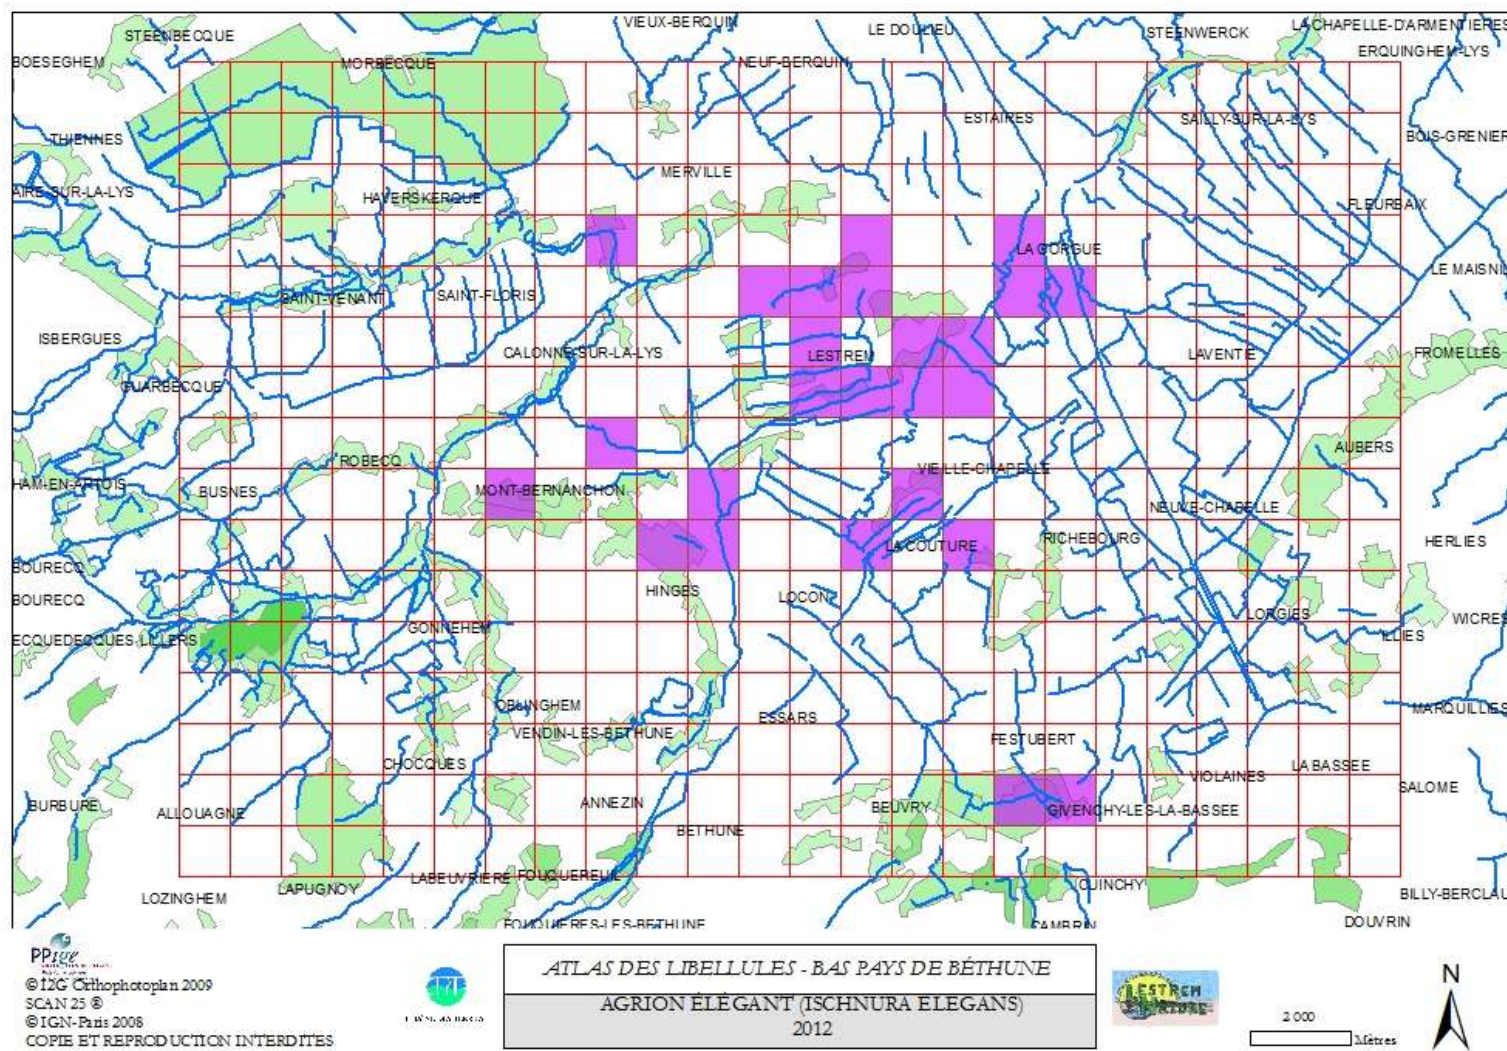 VIEUX-BERQUIN
LE DOULIEU
LA CHAPELLE-D'ARMENTIERES
STEENBECQUE
STEENWERCK
ERQUINGHEM-LYS
BOESEGHEM
MORBECQUE
NEUF-BERQUIN
ESTAIRES
SAILLY-SUR-LA-LYS
THIENNES
BOIS-GRENIER
MERVILLE
AIRE-SUR-LA-LYS
HAVERSKERQUE
FLEURBAIX
LA GORGUE
LE MAISNIL
SAINT-VENANT
SAINT-FLORIS
ISBERGUES
CALONNE-SUR-LA-LYS
LESTREM
LAVENTIE
FROMELLES
GUARBECQUE
AUBERS
ROBECQ
VIEILLE-CHAPELLE
HAM-EN-ARTOIS
BUSNES
MONT-BERNANCHON
NEUVE-CHAPELLE
RICHEBOURG
HERLIES
LA COUTURE
BOURECQ
HINGES
LOCON
BOURECQ
LORGIES
WICRES
GONNEHEM
ILLIES
ECQUEDECQUES LILLERS
OBLINGHEM
MARQUILLIES
ESSARS
VENDIN-LES-BETHUNE
FESTUBERT
CHOCQUES
LA BASSEE
VIOLAINES
SALOME
BURBURE
ANNEZIN
BEUVRY
ALLOUAGNE
GIVENCHY-LES-LA-BASSEE
BETHUNE
LABEUVRIERE FOUQUEREUIL
CUINCHY
LAPUGNOY
BILLY-BERCLAU
LOZINGHEM
DOUVRIN
FOUQUIERES-LES-BETHUNE
CAMBRIN
PPige
© I2G Orthophotoplan 2009
SCAN 25 ®
© IGN-Paris 2008
COPIE ET REPRODUCTION INTERDITES
ATLAS DES LIBELLULES - BAS PAYS DE BÉTHUNE
AGRION ÉLÉGANT (ISCHNURA ELEGANS)
2012
LESTREM
NATURE
2 000
Mètres
N